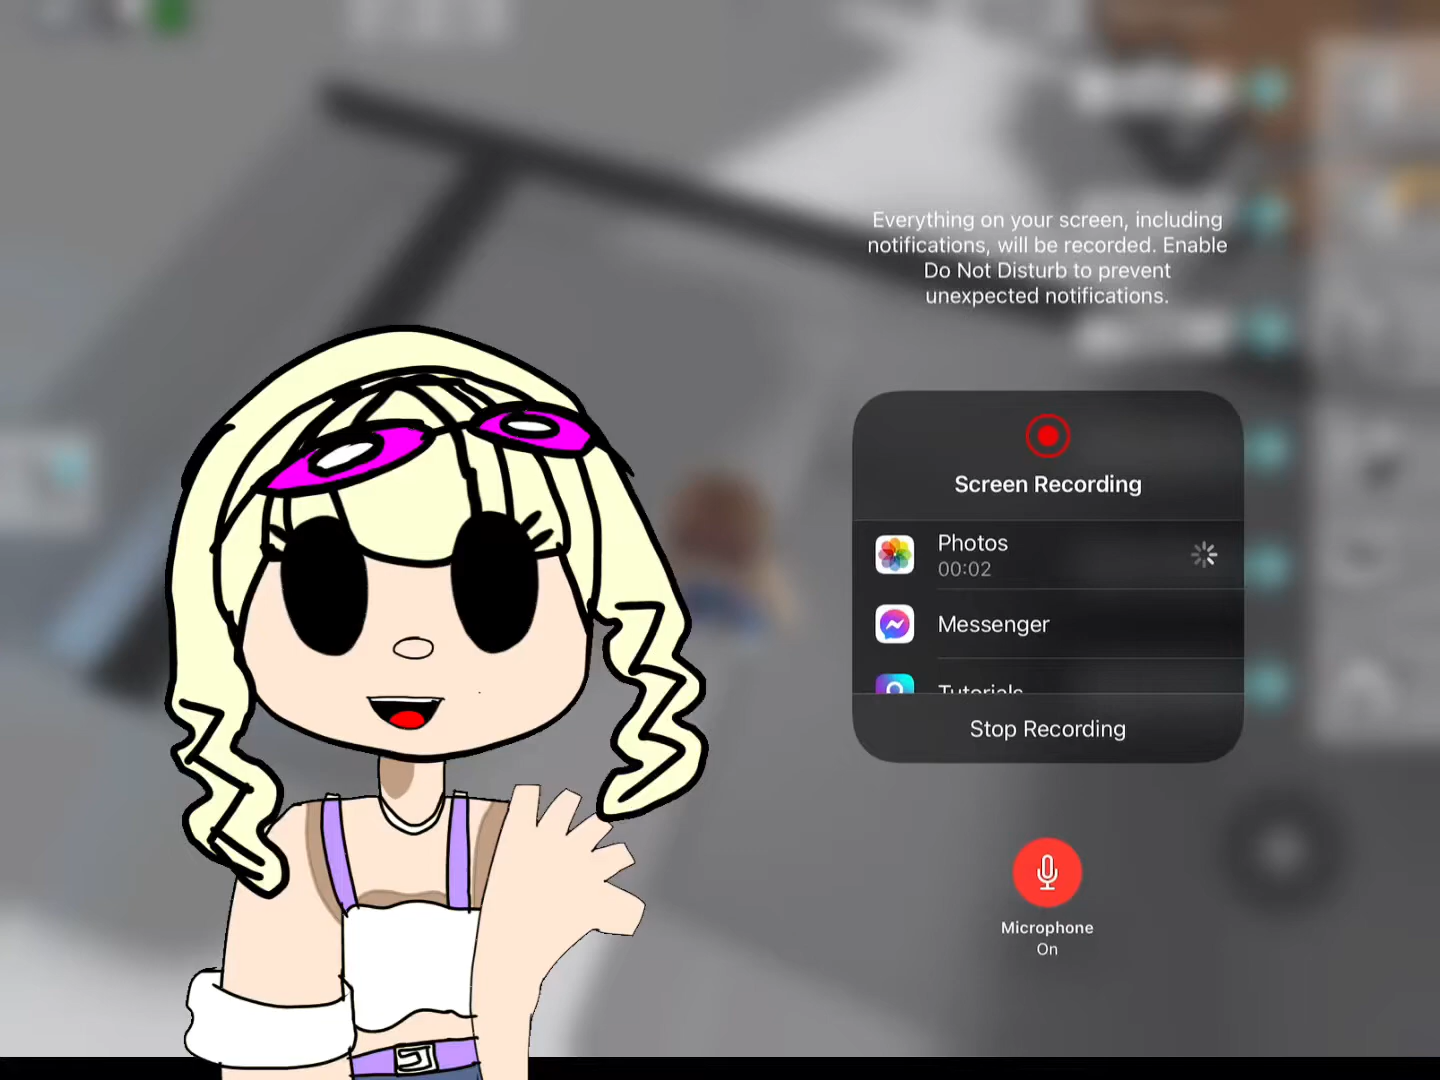 Everything on your screen, including
notifications, will be recorded. Enable
Do Not Disturb to prevent
unexpected notifications.
Screen Recording
Photos
00:02
Messenger
Tutorials
Stop Recording
Microphone
On